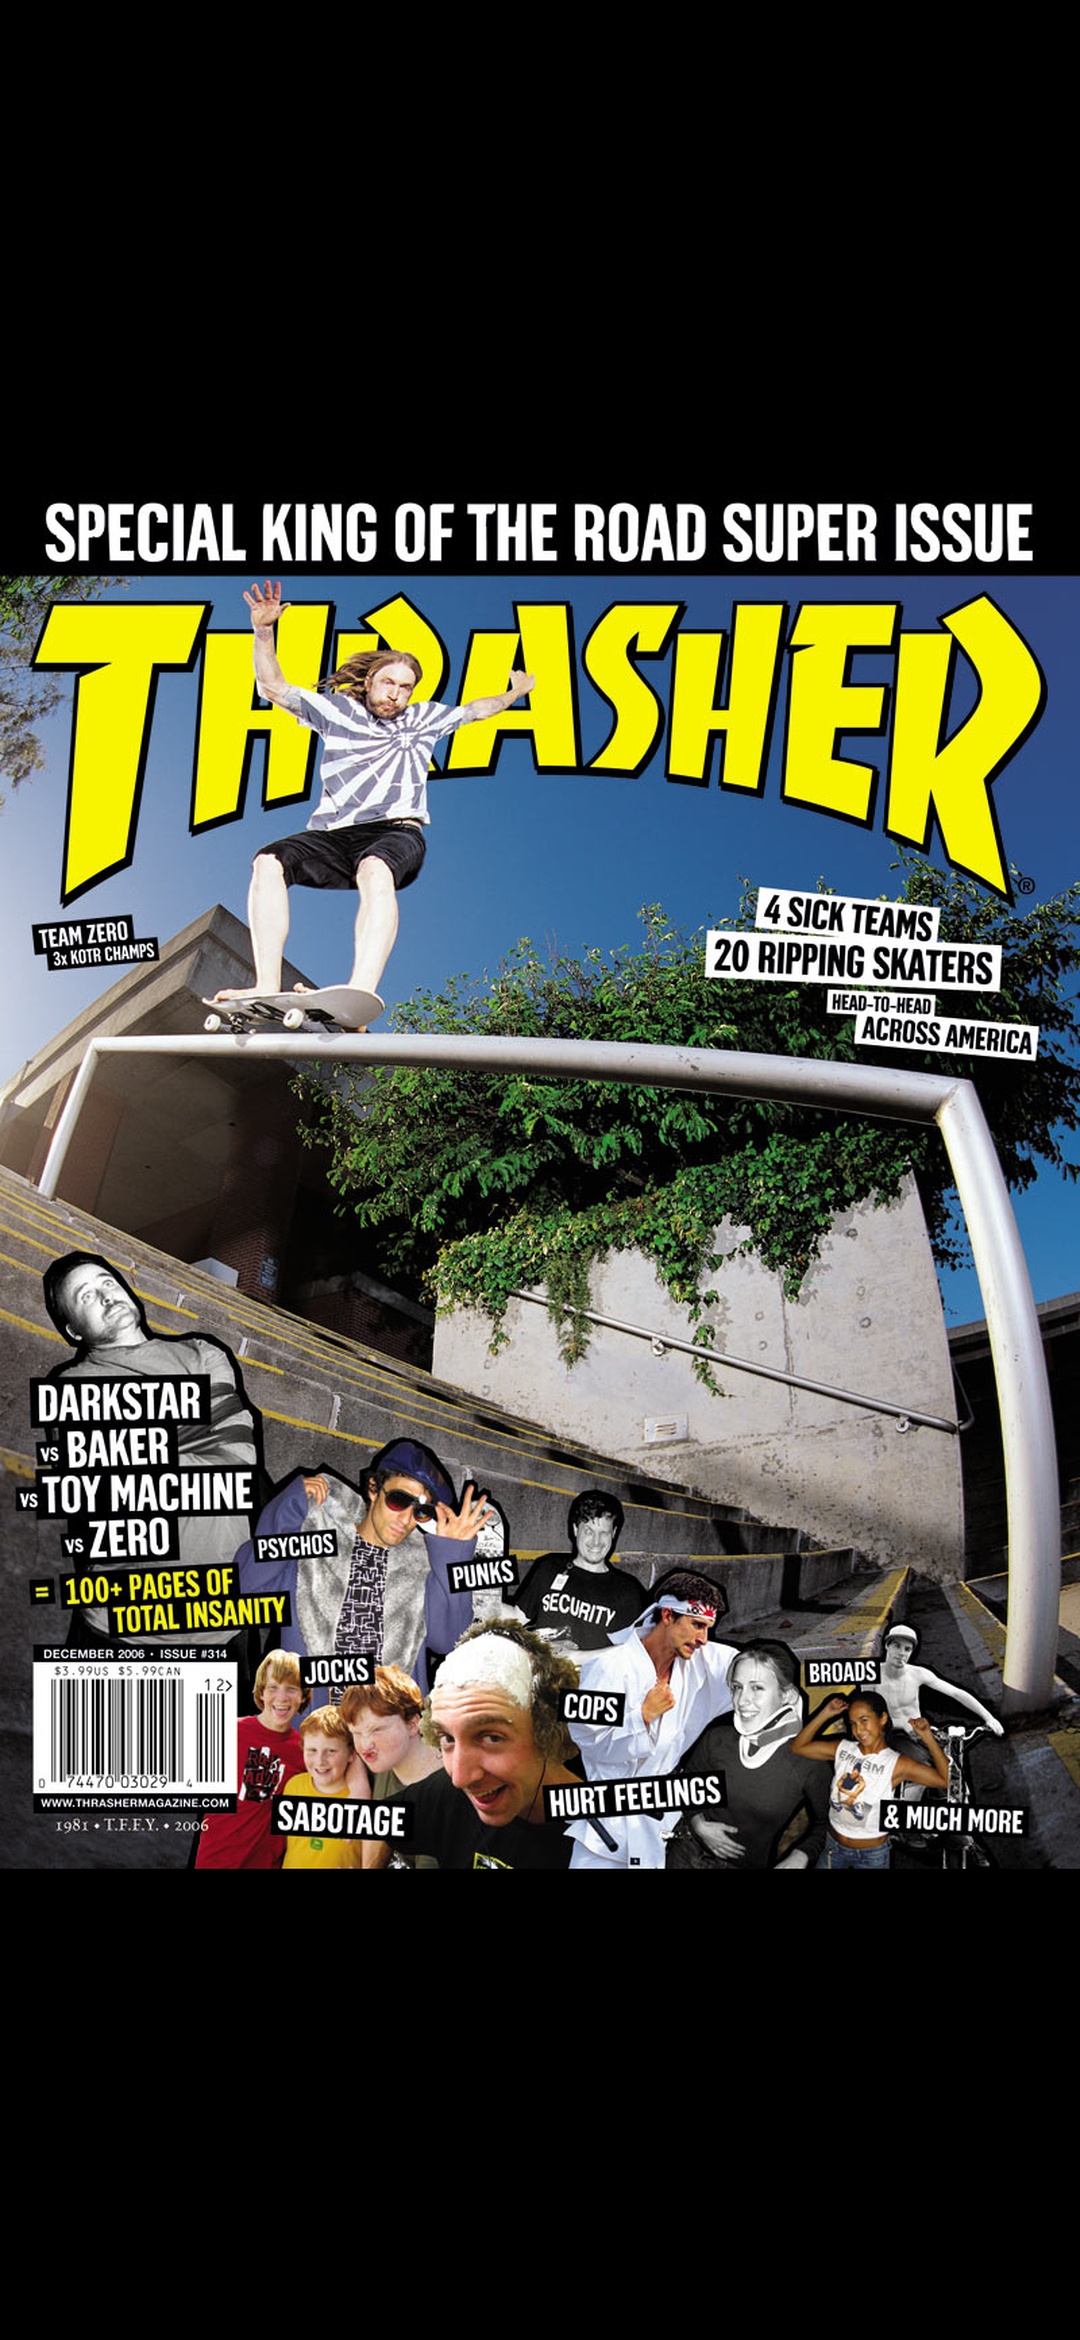 SPECIAL KING OF THE ROAD SUPER ISSUE
THRASHER
®
TEAM ZERO
3x KOTR CHAMPS
4 SICK TEAMS
20 RIPPING SKATERS
HEAD-TO-HEAD
ACROSS AMERICA
DARKSTAR
VS BAKER
VS TOY MACHINE
VS ZERO
= 100+ PAGES OF
TOTAL INSANITY
PSYCHOS
PUNKS
SECURITY
JOCKS
COPS
BROADS
SABOTAGE
HURT FEELINGS
& MUCH MORE
DECEMBER 2006 • ISSUE #314
$3.99US $5.99CAN
12>
0 74470 03029 4
WWW.THRASHERMAGAZINE.COM
1981 • T.F.F.Y. • 2006